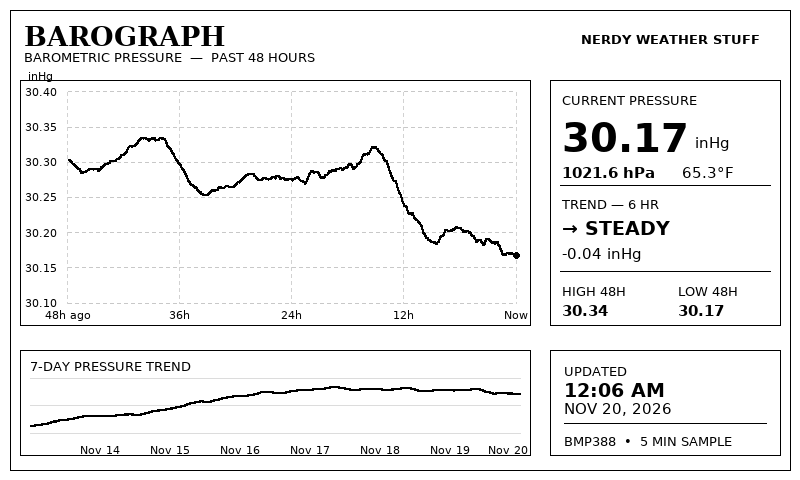 BAROGRAPH
BAROMETRIC PRESSURE — PAST 48 HOURS
NERDY WEATHER STUFF
inHg
30.40
30.35
30.30
30.25
30.20
30.15
30.10
48h ago 36h 24h 12h Now
CURRENT PRESSURE
30.17 inHg
1021.6 hPa 65.3°F
TREND — 6 HR
→ STEADY
-0.04 inHg
HIGH 48H LOW 48H
30.34 30.17
7-DAY PRESSURE TREND
Nov 14 Nov 15 Nov 16 Nov 17 Nov 18 Nov 19 Nov 20
UPDATED
12:06 AM
NOV 20, 2026
BMP388 • 5 MIN SAMPLE